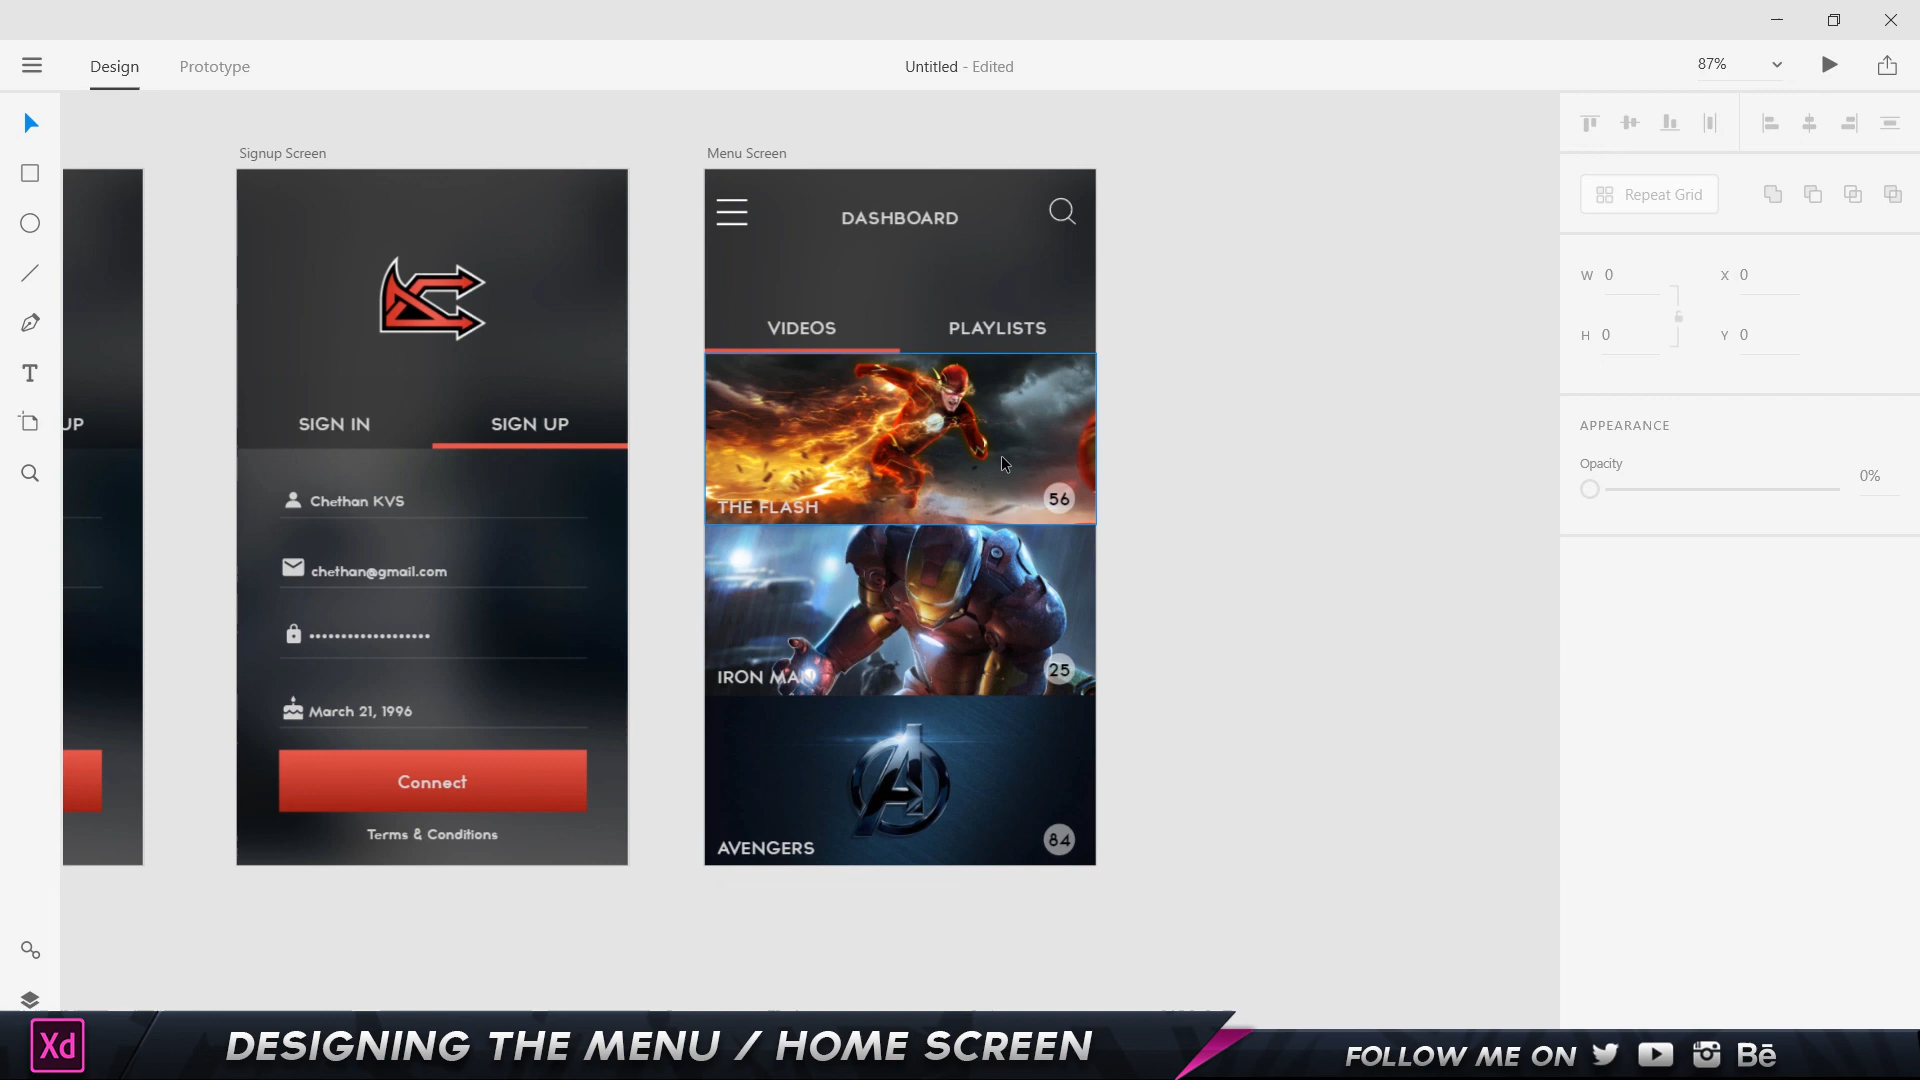 Design
Prototype
Untitled - Edited
87%
Signup Screen
Menu Screen
UP
SIGN IN
SIGN UP
Chethan KVS
chethan@gmail.com
March 21, 1996
Connect
Terms & Conditions
DASHBOARD
VIDEOS
PLAYLISTS
THE FLASH
56
IRON MAN
25
AVENGERS
84
Repeat Grid
W 0
X 0
H 0
Y 0
APPEARANCE
Opacity
0%
Xd
DESIGNING THE MENU / HOME SCREEN
FOLLOW ME ON
Bē